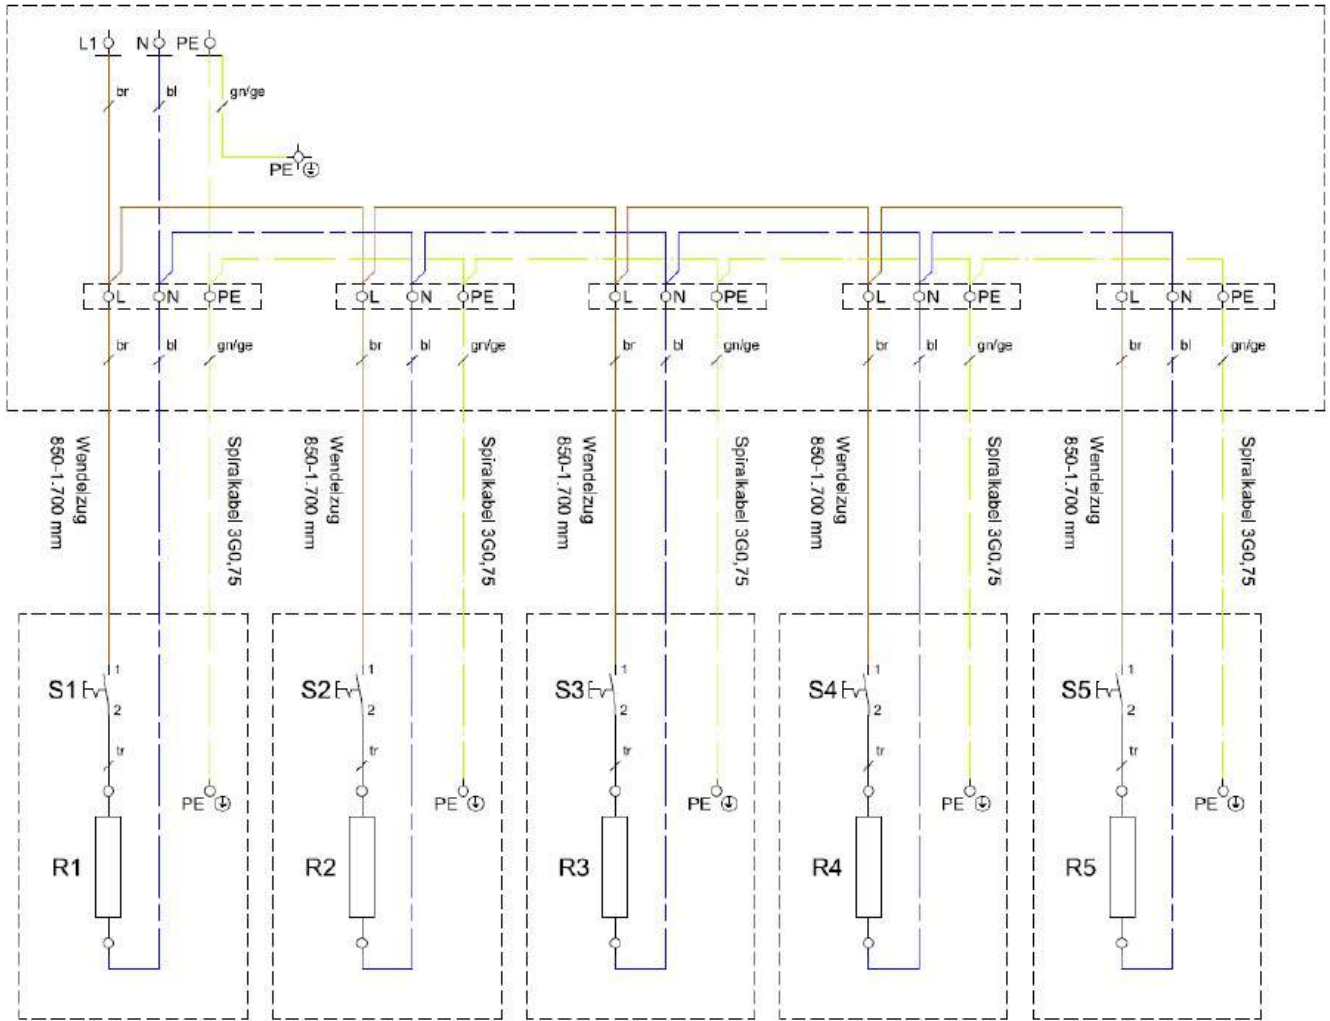 L1 N PE
br bl gn/ge
PE
L N PE L N PE L N PE L N PE L N PE
br bl gn/ge br bl gn/ge br bl gn/ge br bl gn/ge br bl gn/ge
Wendelzug
850-1.700 mm
Spiralkabel 3G0,75
Wendelzug
850-1.700 mm
Spiralkabel 3G0,75
Wendelzug
850-1.700 mm
Spiralkabel 3G0,75
Wendelzug
850-1.700 mm
Spiralkabel 3G0,75
Wendelzug
850-1.700 mm
Spiralkabel 3G0,75
1 1 1 1 1
S1 S2 S3 S4 S5
2 2 2 2 2
tr tr tr tr tr
PE PE PE PE PE
R1 R2 R3 R4 R5